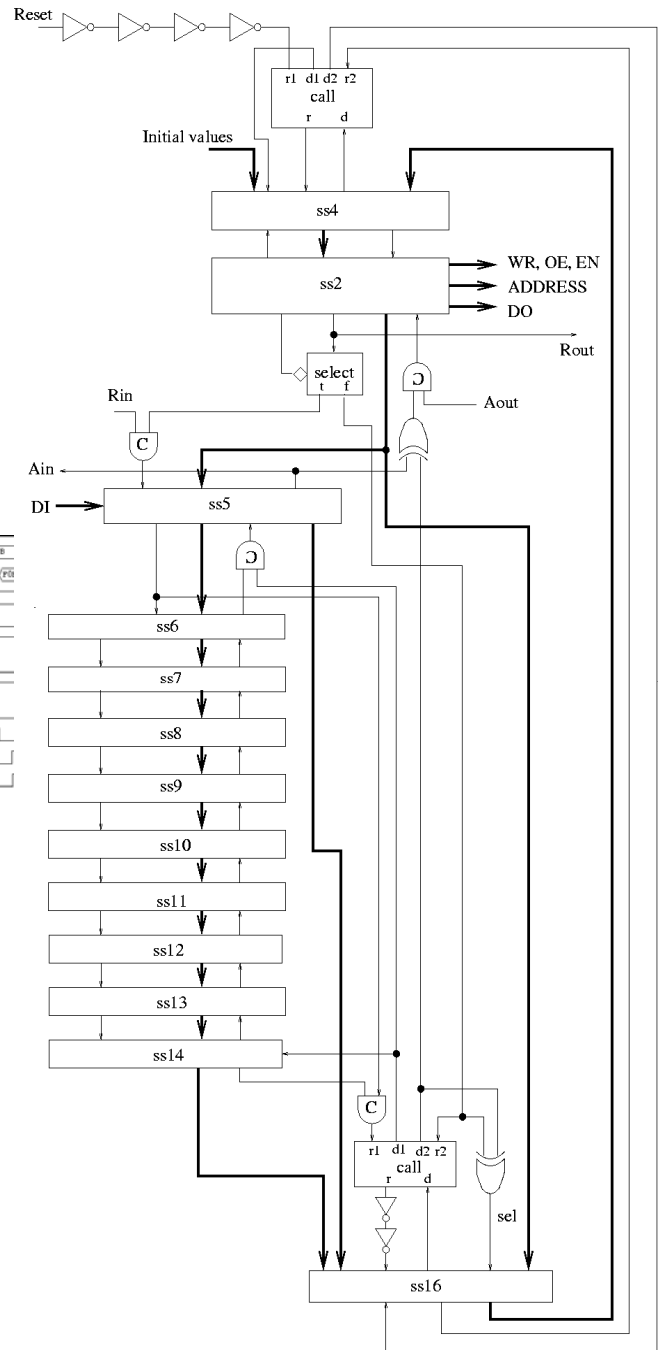 Reset
r1 d1 d2 r2
call
r d
Initial values
ss4
ss2
WR, OE, EN
ADDRESS
DO
Rout
select
t f
C
Aout
Rin
C
Ain
DI
ss5
C
ss6
ss7
ss8
ss9
ss10
ss11
ss12
ss13
ss14
C
r1 d1 d2 r2
call
r d
sel
ss16